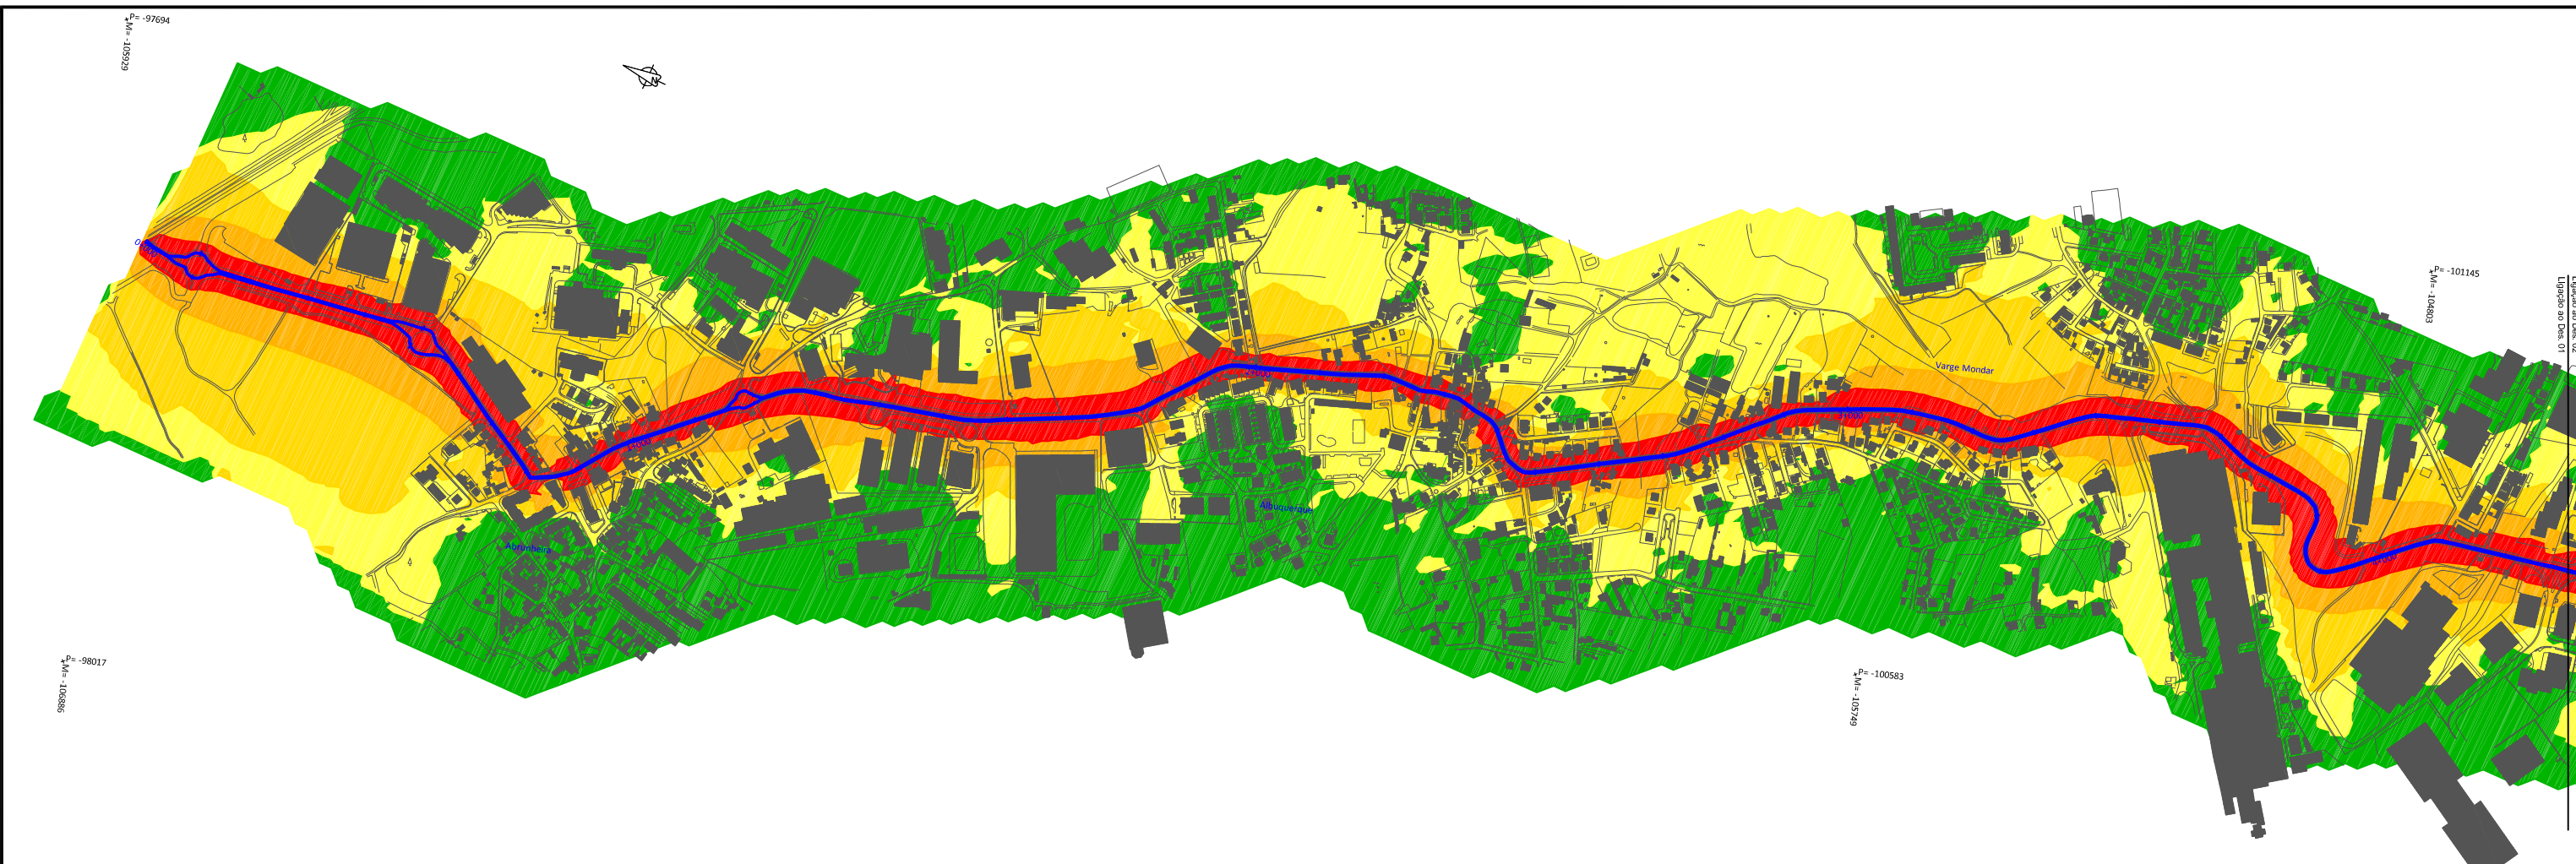 P= -97694
M= -105929
N
P= -101145
M= -104803
Ligação ao Des. 01
Varge Mondar
Albuquerque
Abrunheira
P= -98017
M= -106886
P= -100583
M= -105749